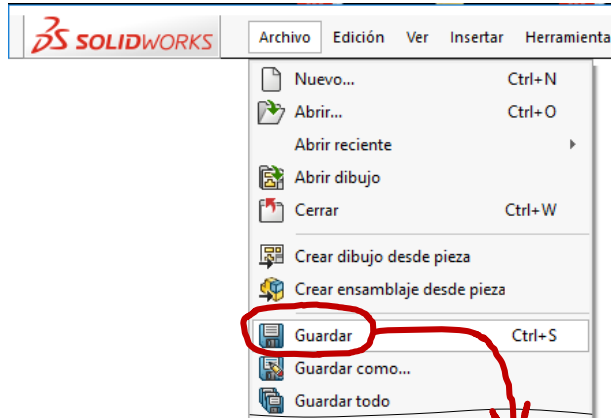 SOLIDWORKS Archivo Edición Ver Insertar Herramienta
Nuevo... Ctrl+N
Abrir... Ctrl+O
Abrir reciente
Abrir dibujo
Cerrar Ctrl+W
Crear dibujo desde pieza
Crear ensamblaje desde pieza
Guardar Ctrl+S
Guardar como...
Guardar todo